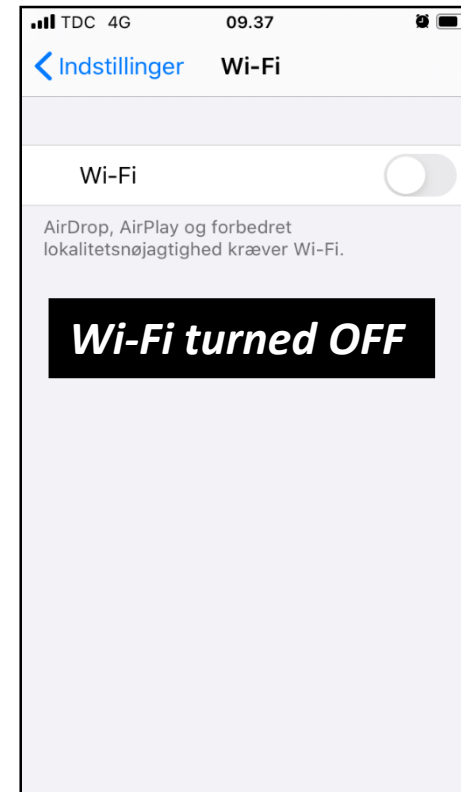 TDC 4G 09.37
Indstillinger Wi-Fi
Wi-Fi
AirDrop, AirPlay og forbedret
lokalitetsnøjagtighed kræver Wi-Fi.
Wi-Fi turned OFF